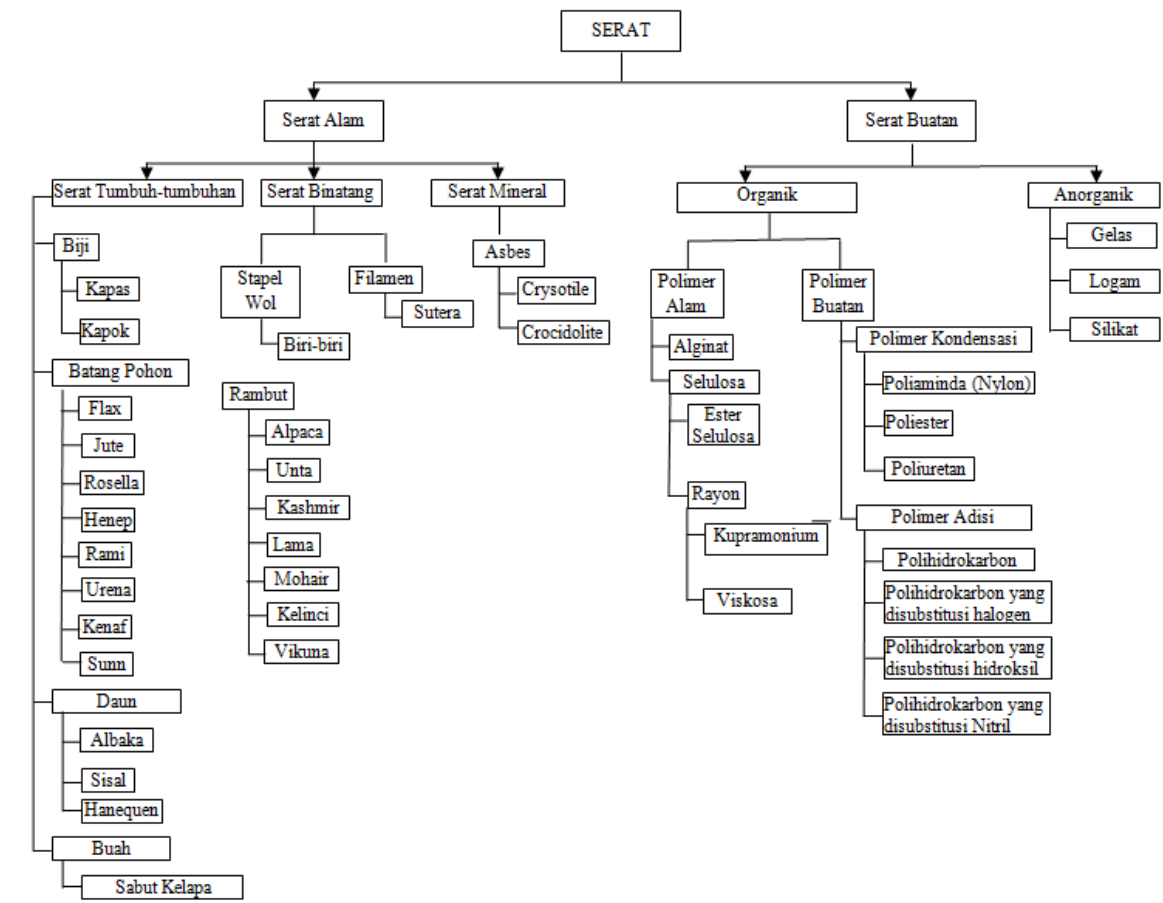 SERAT
Serat Alam
Serat Buatan
Serat Tumbuh-tumbuhan
Serat Binatang
Serat Mineral
Organik
Anorganik
Biji
Kapas
Kapok
Batang Pohon
Flax
Jute
Rosella
Henep
Rami
Urena
Kenaf
Sunn
Daun
Albaka
Sisal
Hanequen
Buah
Sabut Kelapa
Stapel
Wol
Biri-biri
Filamen
Sutera
Rambut
Alpaca
Unta
Kashmir
Lama
Mohair
Kelinci
Vikuna
Asbes
Crysotile
Crocidolite
Polimer
Alam
Alginat
Selulosa
Ester
Selulosa
Rayon
Kupramonium
Viskosa
Polimer
Buatan
Polimer Kondensasi
Poliaminda (Nylon)
Poliester
Poliuretan
Polimer Adisi
Polihidrokarbon
Polihidrokarbon yang
disubstitusi halogen
Polihidrokarbon yang
disubstitusi hidroksil
Polihidrokarbon yang
disubstitusi Nitril
Gelas
Logam
Silikat